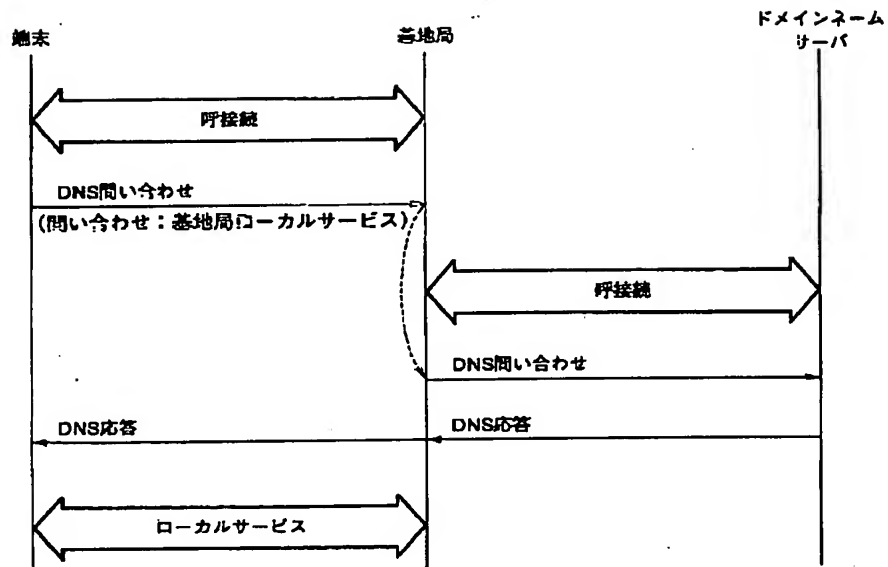 端末
基地局
ドメインネーム
サーバ
呼接続
DNS問い合わせ
(問い合わせ：基地局ローカルサービス)
呼接続
DNS問い合わせ
DNS応答
DNS応答
ローカルサービス